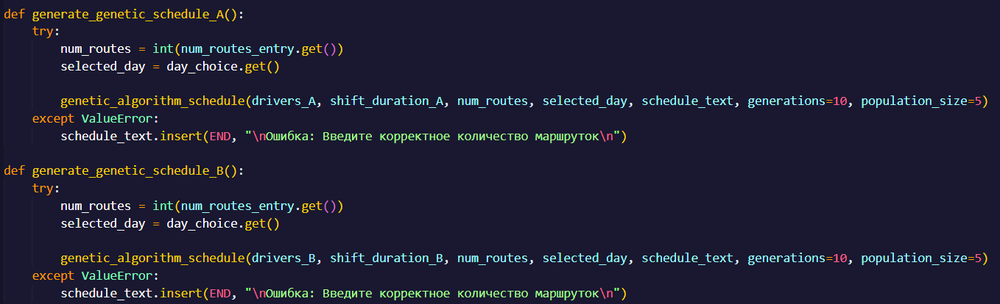 def generate_genetic_schedule_A():
    try:
        num_routes = int(num_routes_entry.get())
        selected_day = day_choice.get()

        genetic_algorithm_schedule(drivers_A, shift_duration_A, num_routes, selected_day, schedule_text, generations=10, population_size=5)
    except ValueError:
        schedule_text.insert(END, "\nОшибка: Введите корректное количество маршруток\n")

def generate_genetic_schedule_B():
    try:
        num_routes = int(num_routes_entry.get())
        selected_day = day_choice.get()

        genetic_algorithm_schedule(drivers_B, shift_duration_B, num_routes, selected_day, schedule_text, generations=10, population_size=5)
    except ValueError:
        schedule_text.insert(END, "\nОшибка: Введите корректное количество маршруток\n")